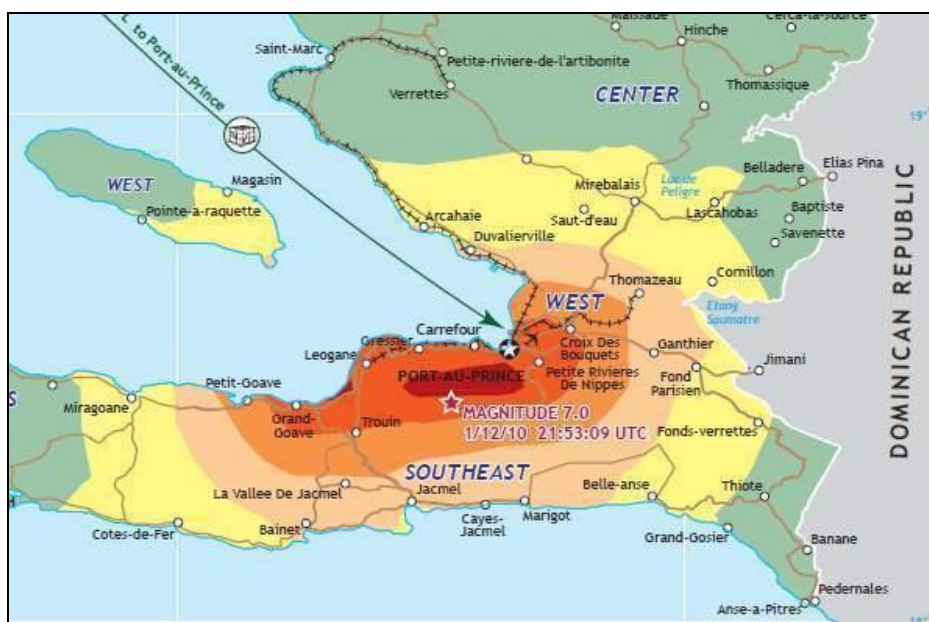 Maissade
Cerca-la-source
Hinche
L to Port-au-Prince
Saint-Marc
Petite-riviere-de-l'artibonite
Thomassique
Verrettes
CENTER
19°
Belladere
Elias Pina
WEST
Magasin
Mirebalais
Lac de
Peligre
Pointe-a-raquette
Lascahobas
Baptiste
Arcahaie
Saut-d'eau
Savenette
Duvalierville
Thomazeau
Cornillon
WEST
Etang
Saumatre
DOMINICAN REPUBLIC
Carrefour
Gressier
Croix Des
Bouquets
Ganthier
Leogane
Jimani
PORT-AU-PRINCE
Petite Rivieres
De Nippes
Fond
Parisien
Petit-Goave
S
Miragoane
MAGNITUDE 7.0
1/12/10 21:53:09 UTC
Grand-
Goave
Trouin
Fonds-verrettes
SOUTHEAST
La Vallee De Jacmel
Jacmel
Belle-anse
Thiote
Cotes-de-Fer
Bainet
Cayes-
Jacmel
Marigot
Grand-Gosier
Banane
Pedernales
Anse-a-Pitres
18°